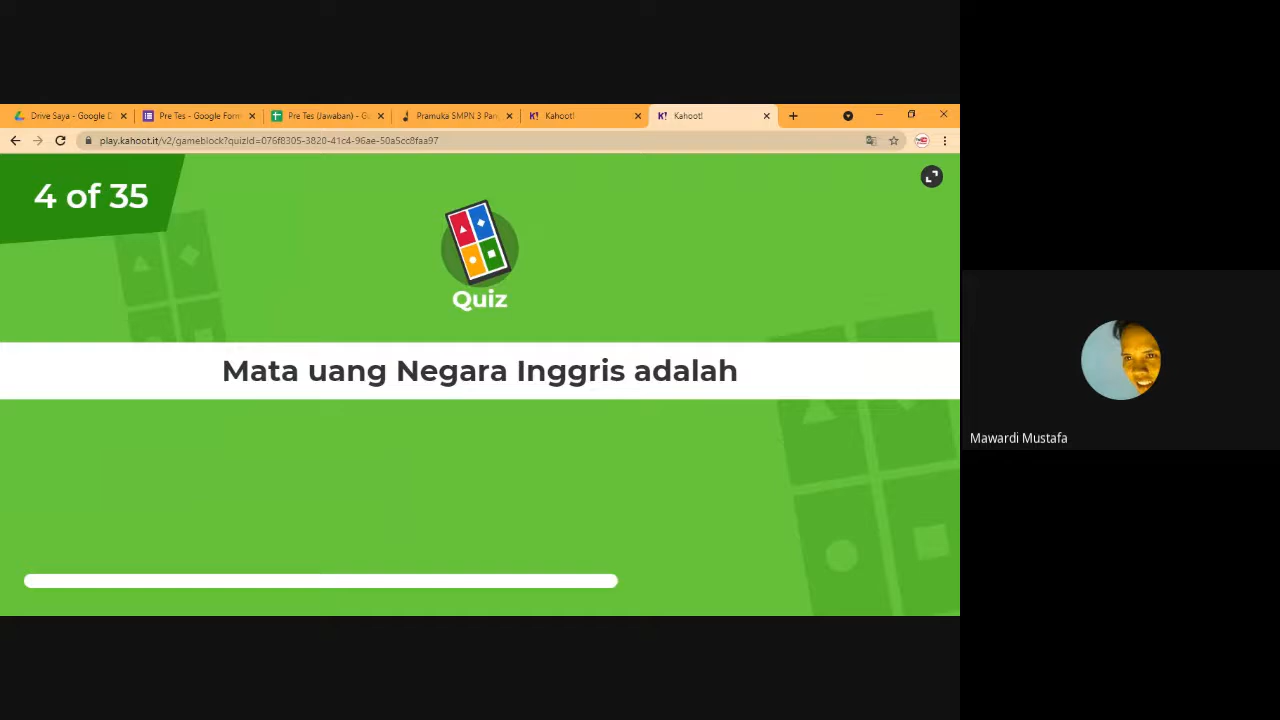 Drive Saya - Google D
Pre Tes - Google Form
Pre Tes (Jawaban) - G
Pramuka SMPN 3 Pan
Kahoot!
Kahoot!
play.kahoot.it/v2/gameblock?quizId=076f8305-3820-41c4-96ae-50a5cc8faa97
4 of 35
Quiz
Mata uang Negara Inggris adalah
Mawardi Mustafa